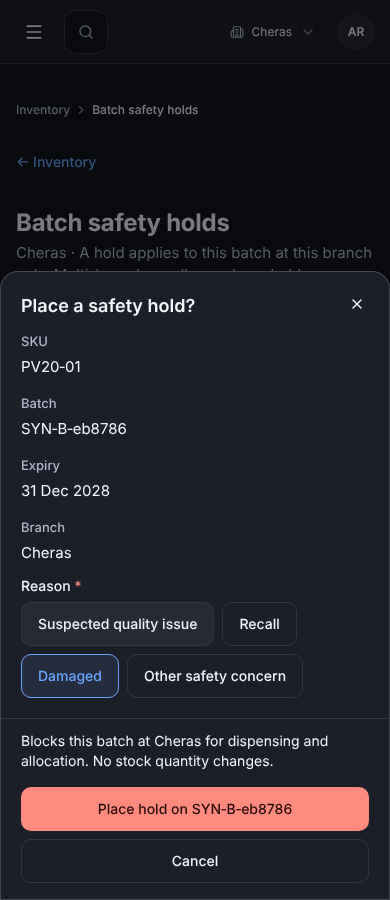 Cheras
AR
Inventory > Batch safety holds
← Inventory
Batch safety holds
Cheras · A hold applies to this batch at this branch
Place a safety hold?
SKU
PV20-01
Batch
SYN-B-eb8786
Expiry
31 Dec 2028
Branch
Cheras
Reason *
Suspected quality issue
Recall
Damaged
Other safety concern
Blocks this batch at Cheras for dispensing and
allocation. No stock quantity changes.
Place hold on SYN-B-eb8786
Cancel